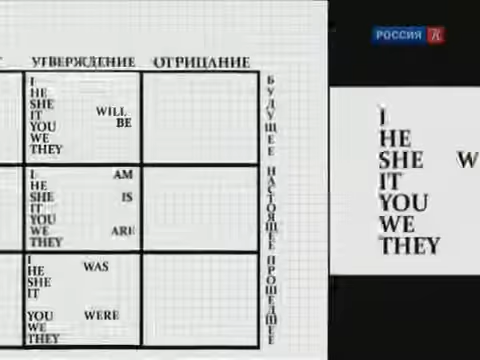 РОССИЯ К
УТВЕРЖДЕНИЕ ОТРИЦАНИЕ
I
HE
SHE
IT WILL
YOU BE
WE
THEY
БУДУЩЕЕ
I AM
HE
SHE IS
IT
YOU
WE ARE
THEY
НАСТОЯЩЕЕ
I
HE WAS
SHE
IT
YOU WERE
WE
THEY
ПРОШЕДШЕЕ
I
HE
SHE W
IT
YOU
WE
THEY